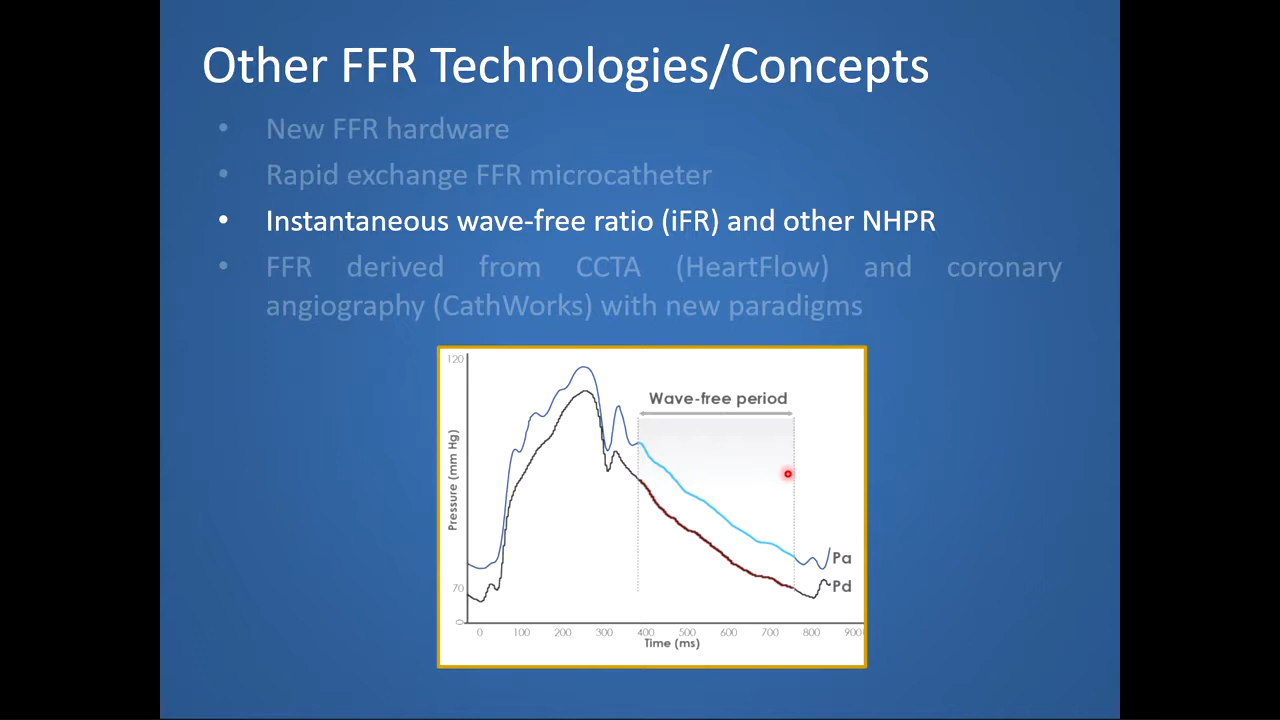 Other FFR Technologies/Concepts
• New FFR hardware
• Rapid exchange FFR microcatheter
• Instantaneous wave-free ratio (iFR) and other NHPR
• FFR derived from CCTA (HeartFlow) and coronary
angiography (CathWorks) with new paradigms
120
Wave-free period
Pressure (mm Hg)
Pa
70
Pd
0
0 100 200 300 400 500 600 700 800 900
Time (ms)